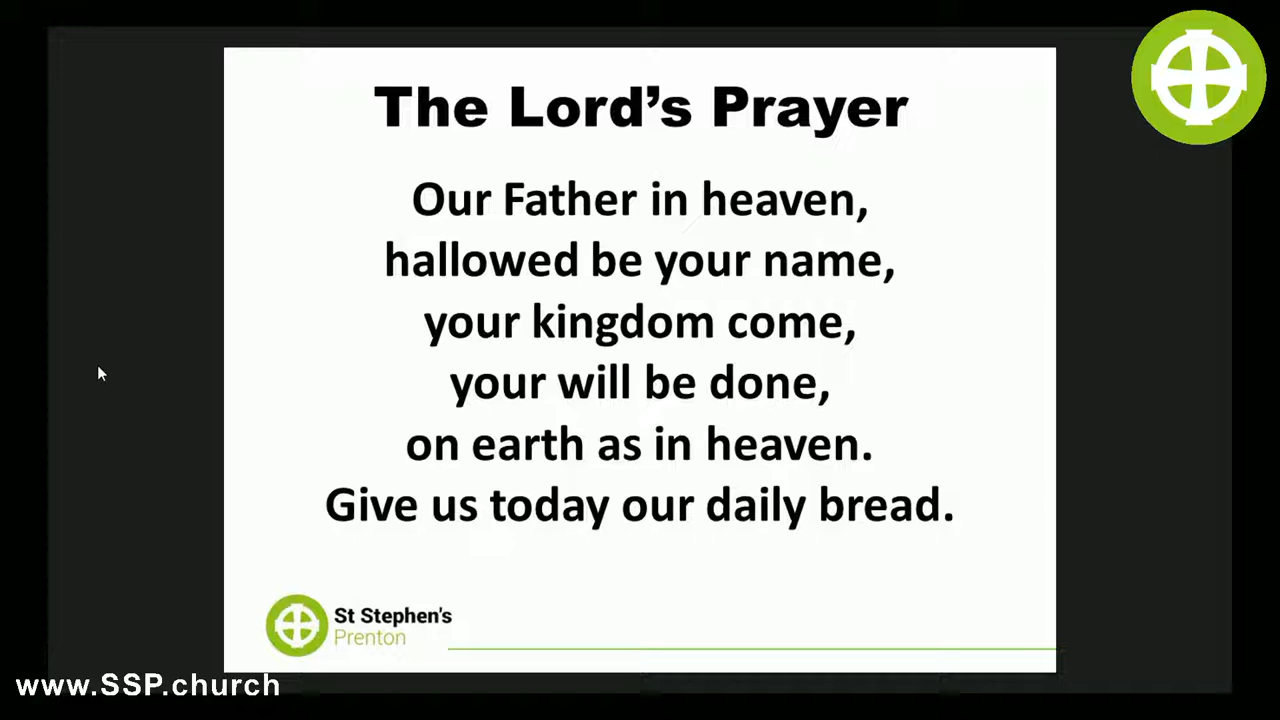 The Lord’s Prayer
Our Father in heaven,
hallowed be your name,
your kingdom come,
your will be done,
on earth as in heaven.
Give us today our daily bread.
St Stephen's
Prenton
www.SSP.church